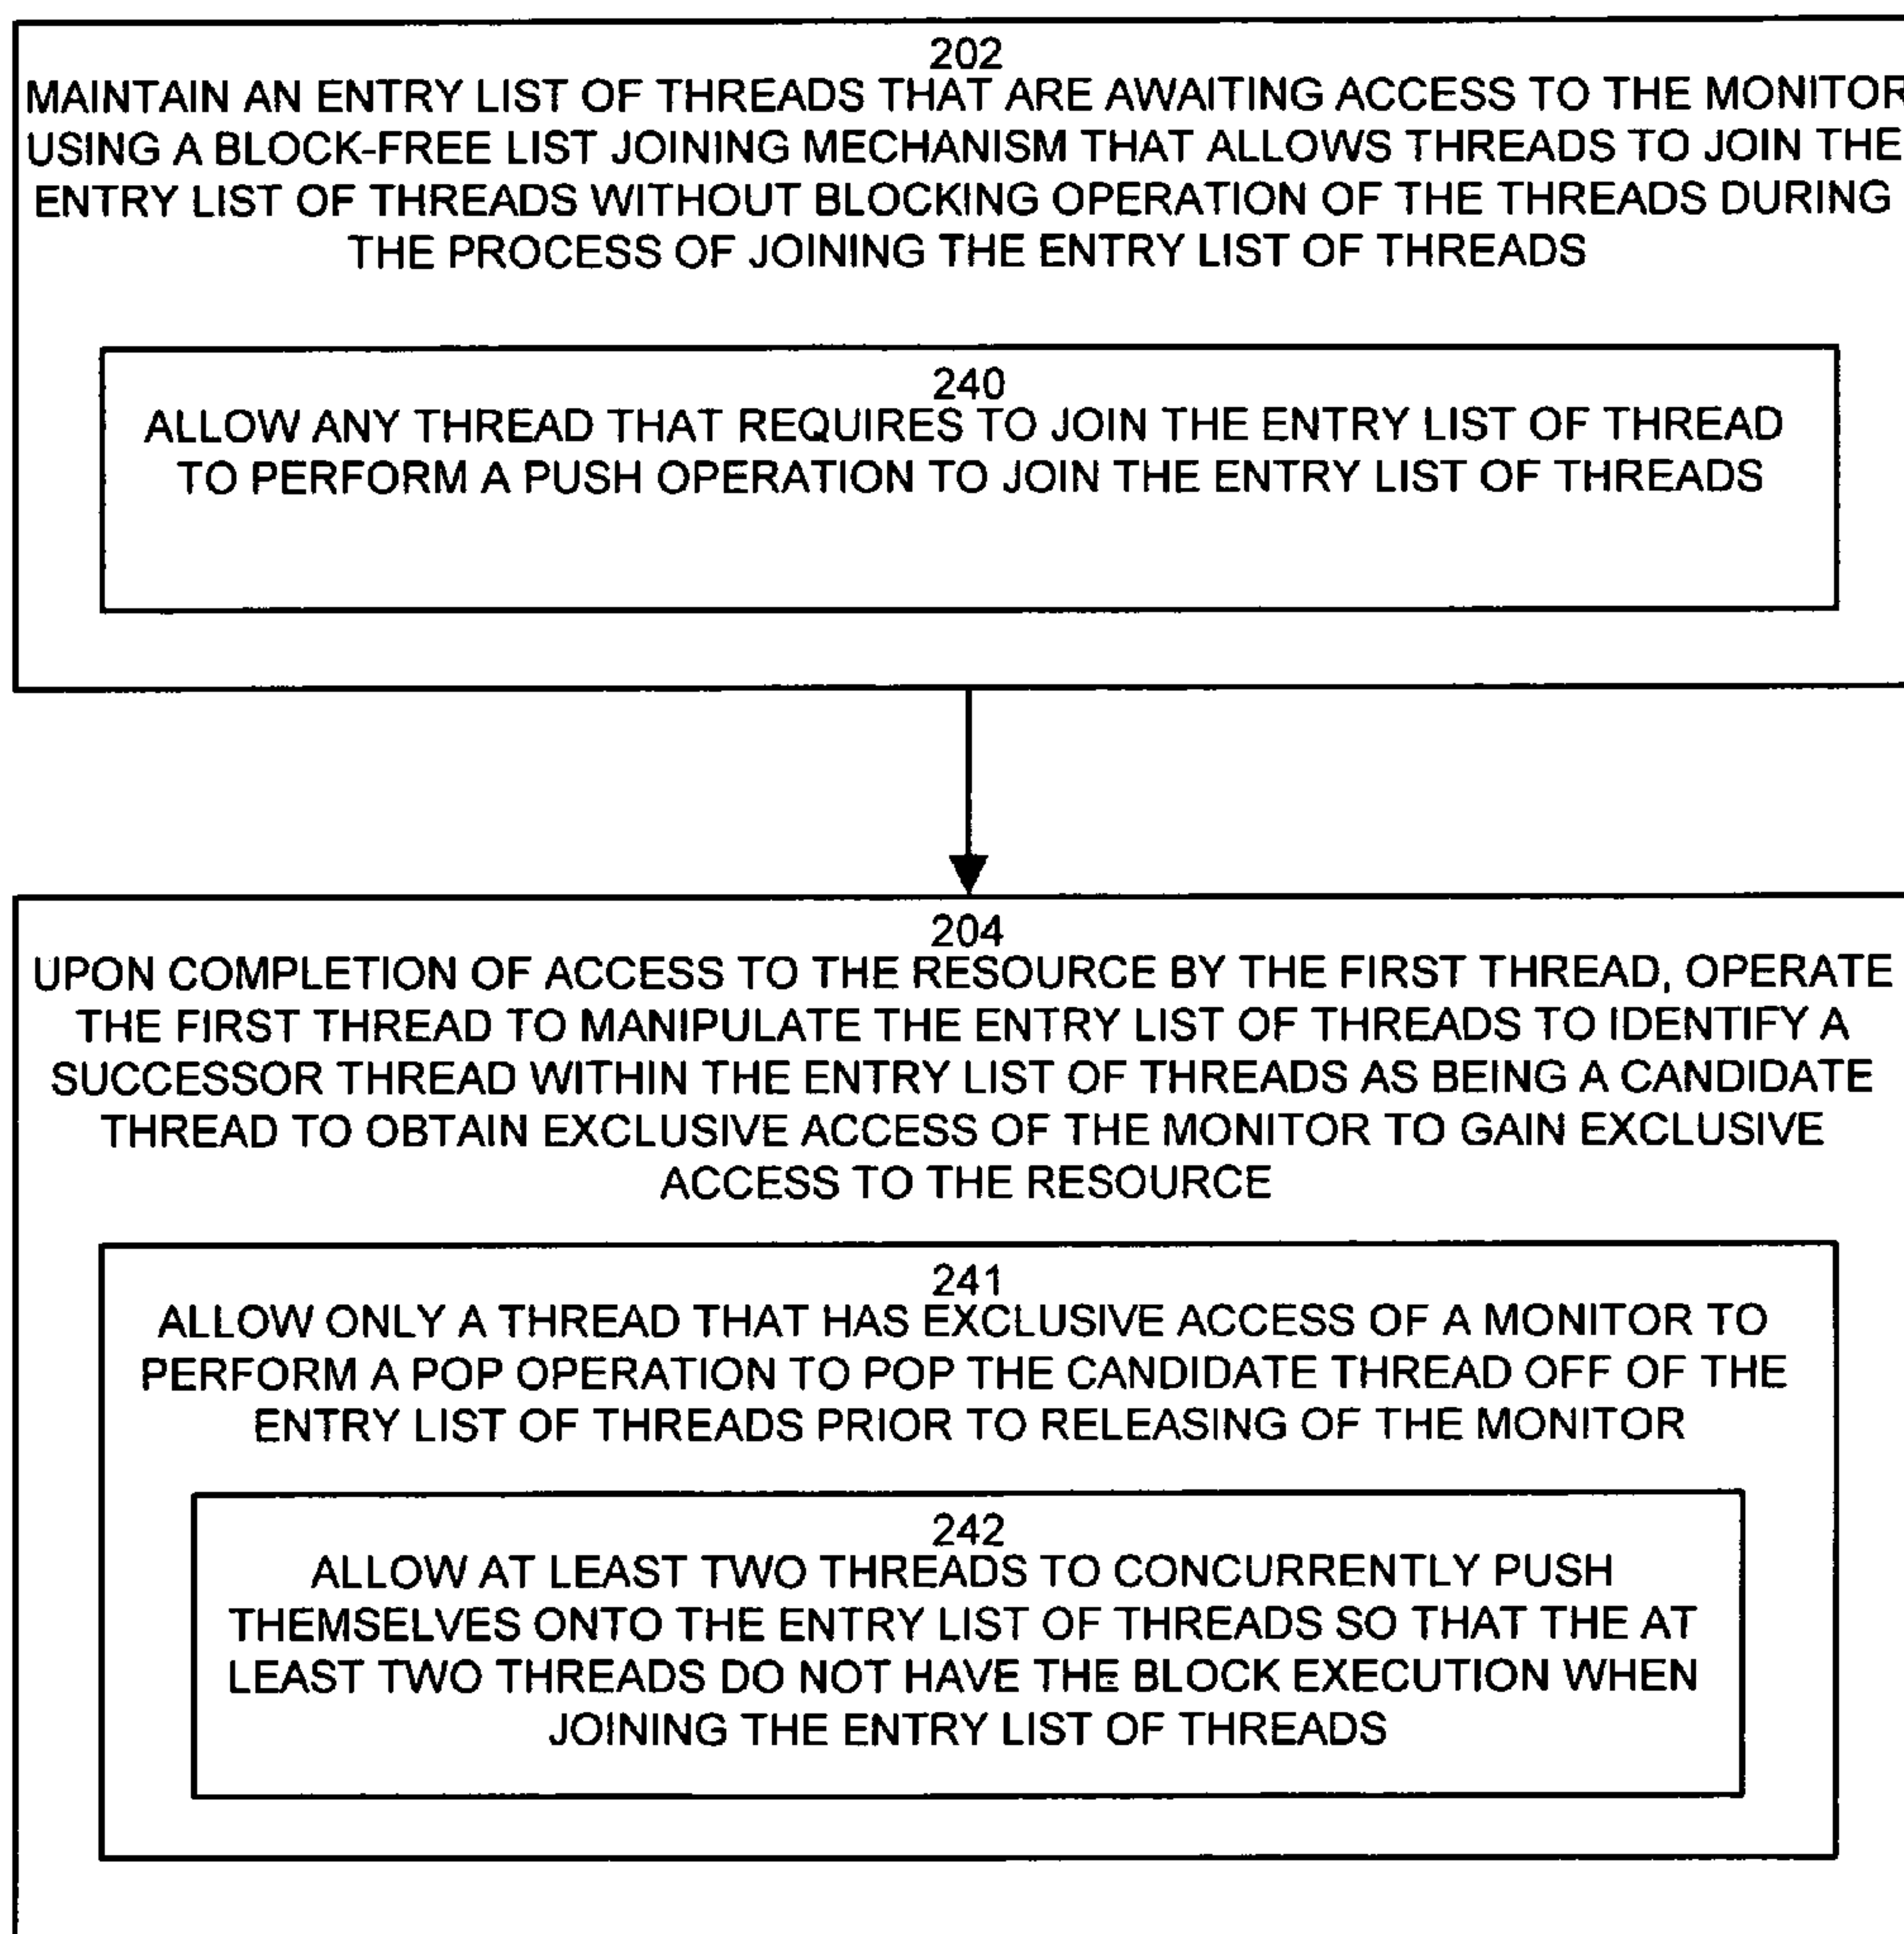 202
MAINTAIN AN ENTRY LIST OF THREADS THAT ARE AWAITING ACCESS TO THE MONITOR
USING A BLOCK-FREE LIST JOINING MECHANISM THAT ALLOWS THREADS TO JOIN THE
ENTRY LIST OF THREADS WITHOUT BLOCKING OPERATION OF THE THREADS DURING
THE PROCESS OF JOINING THE ENTRY LIST OF THREADS
240
ALLOW ANY THREAD THAT REQUIRES TO JOIN THE ENTRY LIST OF THREAD
TO PERFORM A PUSH OPERATION TO JOIN THE ENTRY LIST OF THREADS
204
UPON COMPLETION OF ACCESS TO THE RESOURCE BY THE FIRST THREAD, OPERATE
THE FIRST THREAD TO MANIPULATE THE ENTRY LIST OF THREADS TO IDENTIFY A
SUCCESSOR THREAD WITHIN THE ENTRY LIST OF THREADS AS BEING A CANDIDATE
THREAD TO OBTAIN EXCLUSIVE ACCESS OF THE MONITOR TO GAIN EXCLUSIVE
ACCESS TO THE RESOURCE
241
ALLOW ONLY A THREAD THAT HAS EXCLUSIVE ACCESS OF A MONITOR TO
PERFORM A POP OPERATION TO POP THE CANDIDATE THREAD OFF OF THE
ENTRY LIST OF THREADS PRIOR TO RELEASING OF THE MONITOR
242
ALLOW AT LEAST TWO THREADS TO CONCURRENTLY PUSH
THEMSELVES ONTO THE ENTRY LIST OF THREADS SO THAT THE AT
LEAST TWO THREADS DO NOT HAVE THE BLOCK EXECUTION WHEN
JOINING THE ENTRY LIST OF THREADS